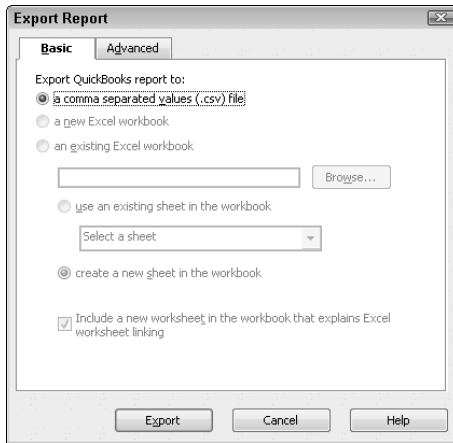 Export Report
Basic
Advanced
Export QuickBooks report to:
a comma separated values (.csv) file
a new Excel workbook
an existing Excel workbook
Browse...
use an existing sheet in the workbook
Select a sheet
create a new sheet in the workbook
Include a new worksheet in the workbook that explains Excel
worksheet linking
Export
Cancel
Help